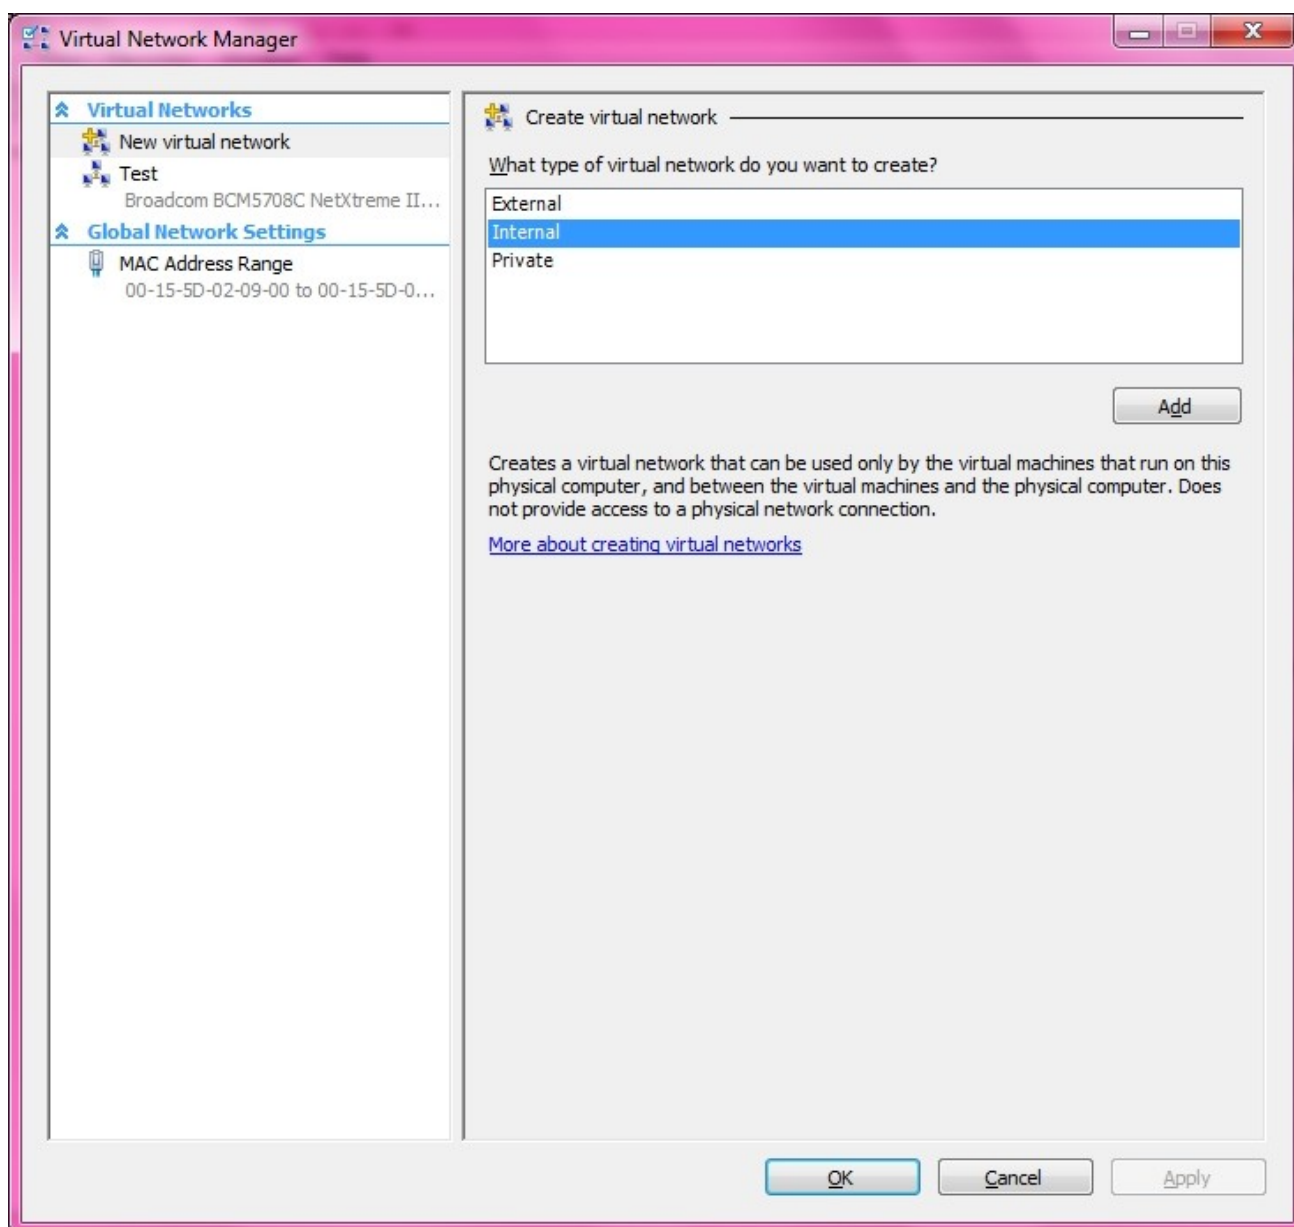 Virtual Network Manager
Virtual Networks
New virtual network
Test
Broadcom BCM5708C NetXtreme II...
Global Network Settings
MAC Address Range
00-15-5D-02-09-00 to 00-15-5D-0...
Create virtual network
What type of virtual network do you want to create?
External
Internal
Private
Add
Creates a virtual network that can be used only by the virtual machines that run on this
physical computer, and between the virtual machines and the physical computer. Does
not provide access to a physical network connection.
More about creating virtual networks
OK
Cancel
Apply